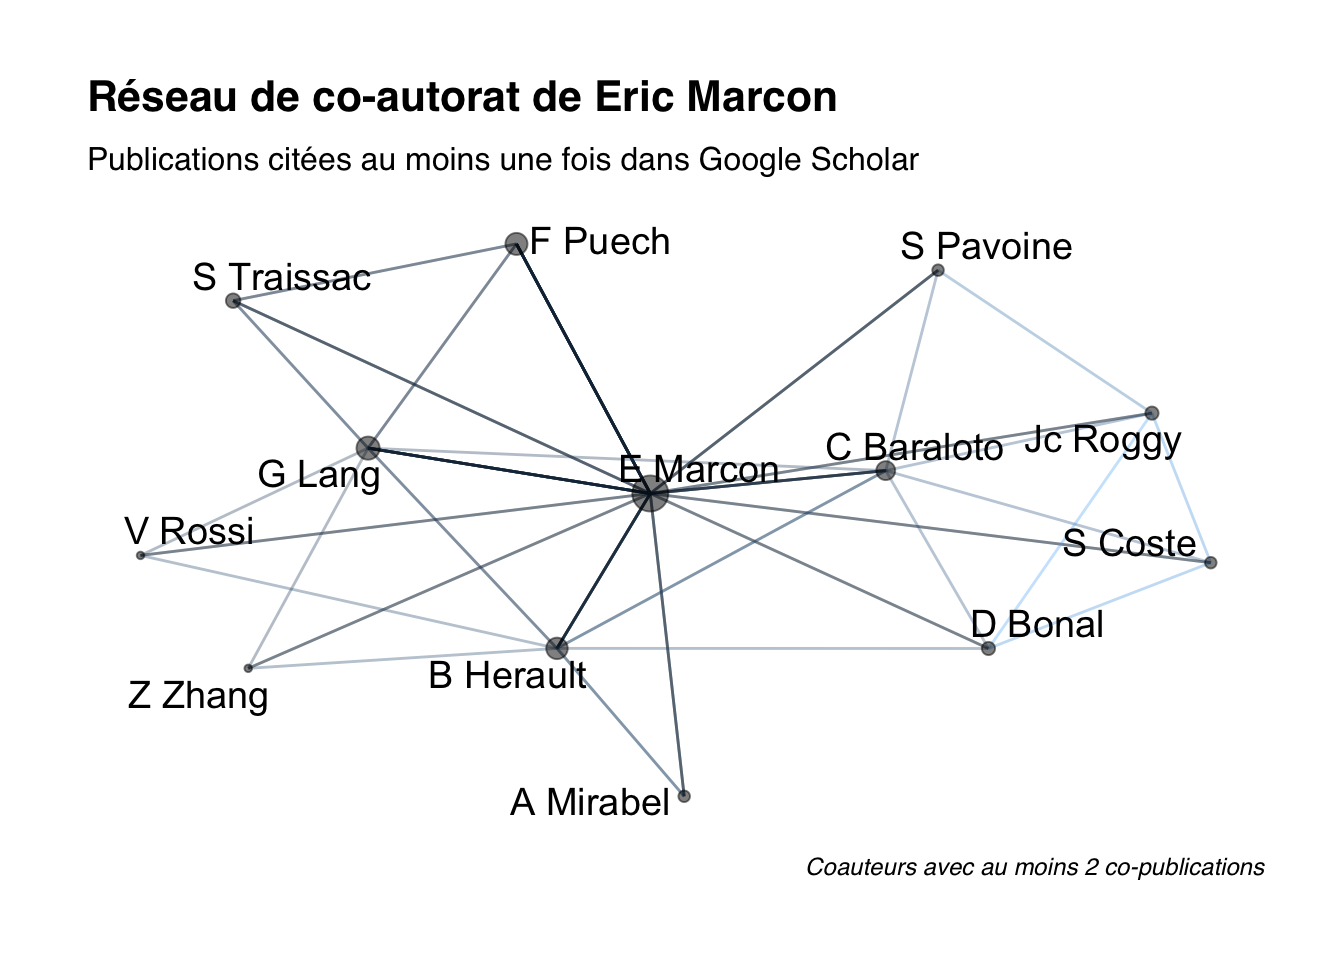 Réseau de co-autorat de Eric Marcon
Publications citées au moins une fois dans Google Scholar
F Puech
S Pavoine
S Traissac
Jc Roggy
C Baraloto
E Marcon
G Lang
V Rossi
S Coste
D Bonal
B Herault
Z Zhang
A Mirabel
Coauteurs avec au moins 2 co-publications